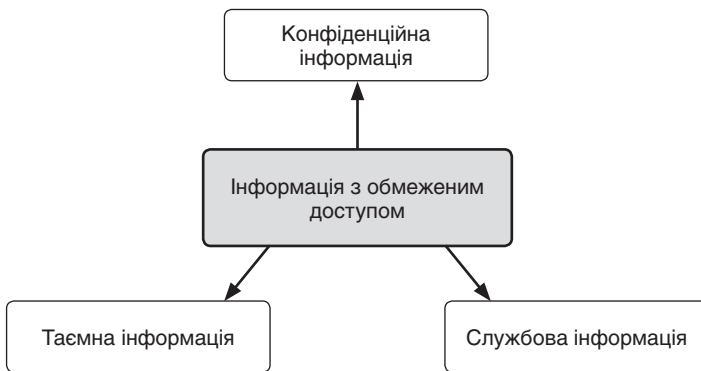 Конфіденційна
інформація
Інформація з обмеженим
доступом
Таємна інформація
Службова інформація